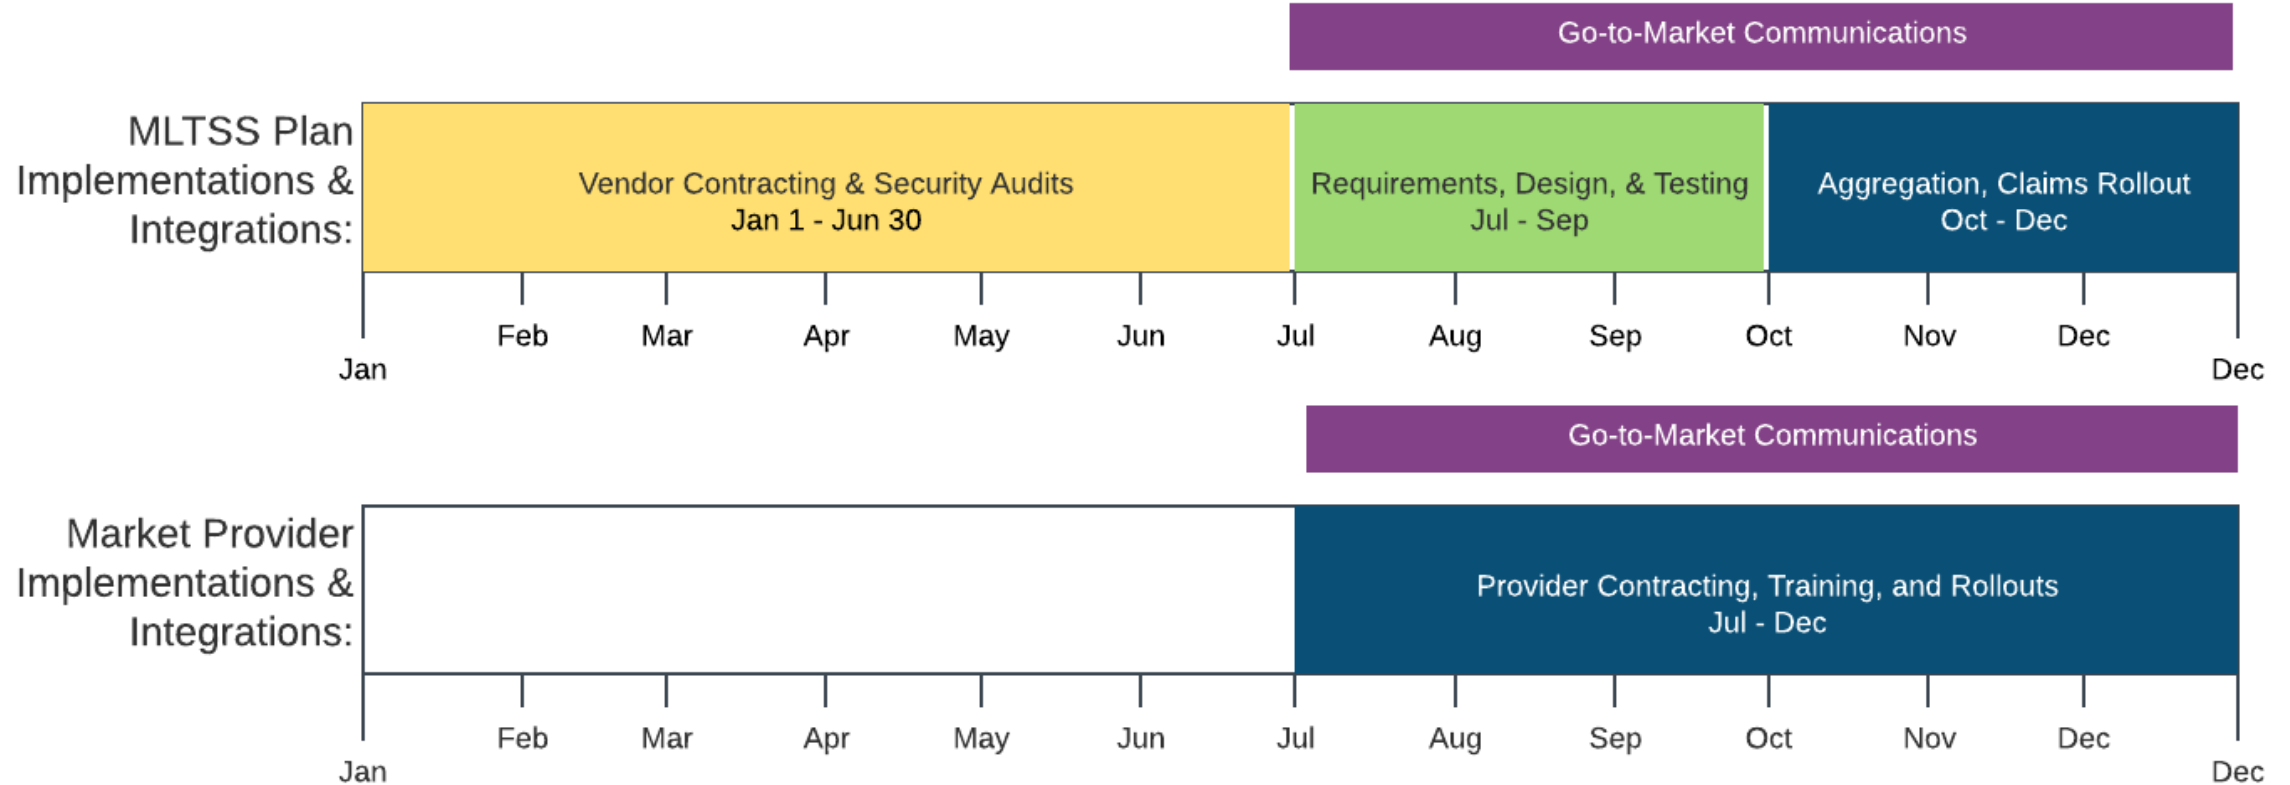 Go-to-Market Communications
MLTSS Plan
Implementations &
Integrations:
Vendor Contracting & Security Audits
Jan 1 - Jun 30
Requirements, Design, & Testing
Jul - Sep
Aggregation, Claims Rollout
Oct - Dec
Feb Mar Apr May Jun Jul Aug Sep Oct Nov Dec
Jan Dec
Go-to-Market Communications
Market Provider
Implementations &
Integrations:
Provider Contracting, Training, and Rollouts
Jul - Dec
Feb Mar Apr May Jun Jul Aug Sep Oct Nov Dec
Jan Dec